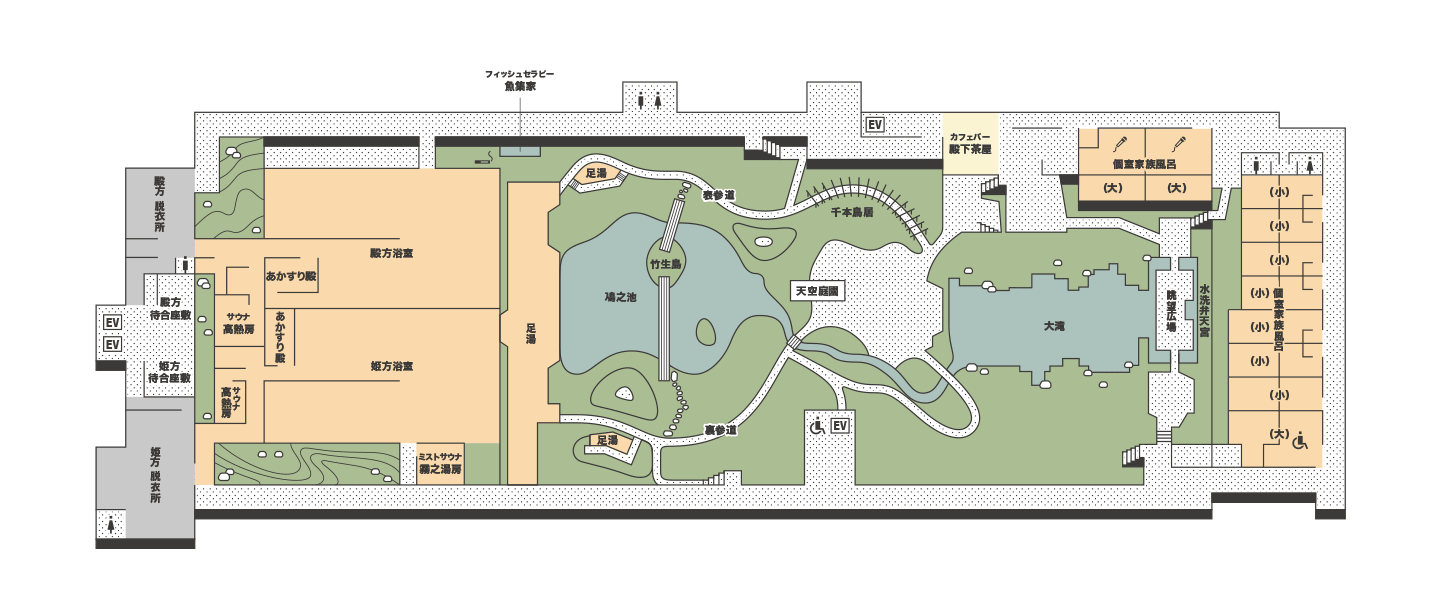 フィッシュセラピー
魚集家
EV
カフェバー
殿下茶屋
個室家族風呂
(大)
(大)
殿方 脱衣所
足湯
表参道
千本鳥居
(小)
(小)
(小)
(小)
(小)
(小)
(小)
(大)
個室家族風呂
殿方浴室
あかすり殿
竹生島
天空庭園
鳰之池
大滝
眺望広場
水洗弁天宮
殿方
待合座敷
EV
EV
サウナ
高熱房
あかすり殿
足湯
姫方
待合座敷
姫方浴室
サウナ
高熱房
裏参道
EV
足湯
ミストサウナ
霧之湯房
姫方 脱衣所